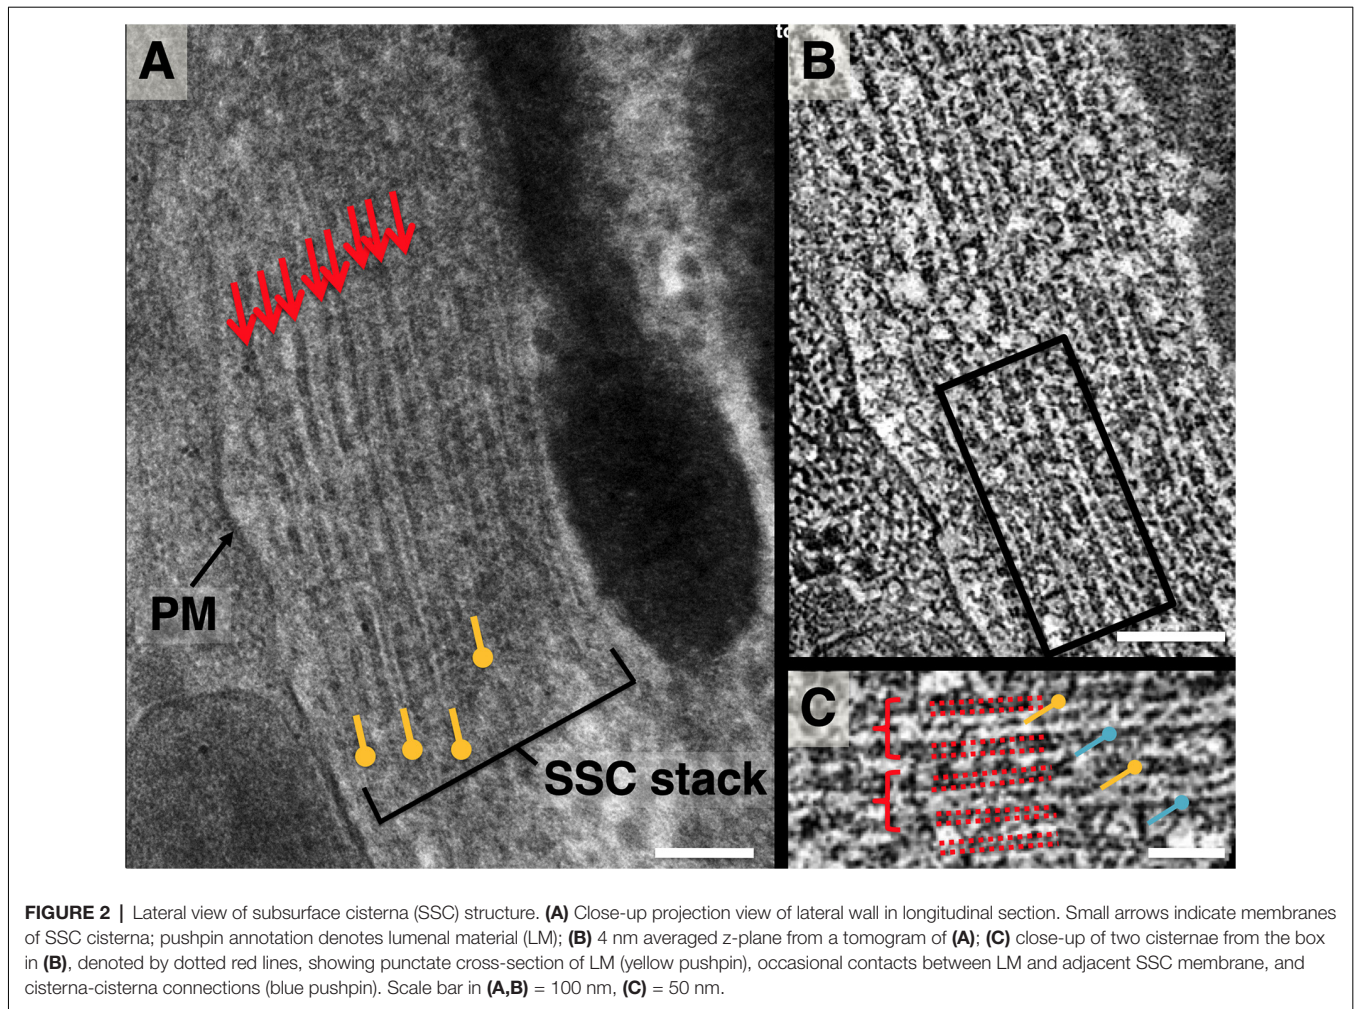 A
to
B
PM
SSC stack
C
FIGURE 2 | Lateral view of subsurface cisterna (SSC) structure. (A) Close-up projection view of lateral wall in longitudinal section. Small arrows indicate membranes
of SSC cisterna; pushpin annotation denotes lumenal material (LM); (B) 4 nm averaged z-plane from a tomogram of (A); (C) close-up of two cisternae from the box
in (B), denoted by dotted red lines, showing punctate cross-section of LM (yellow pushpin), occasional contacts between LM and adjacent SSC membrane, and
cisterna-cisterna connections (blue pushpin). Scale bar in (A,B) = 100 nm, (C) = 50 nm.